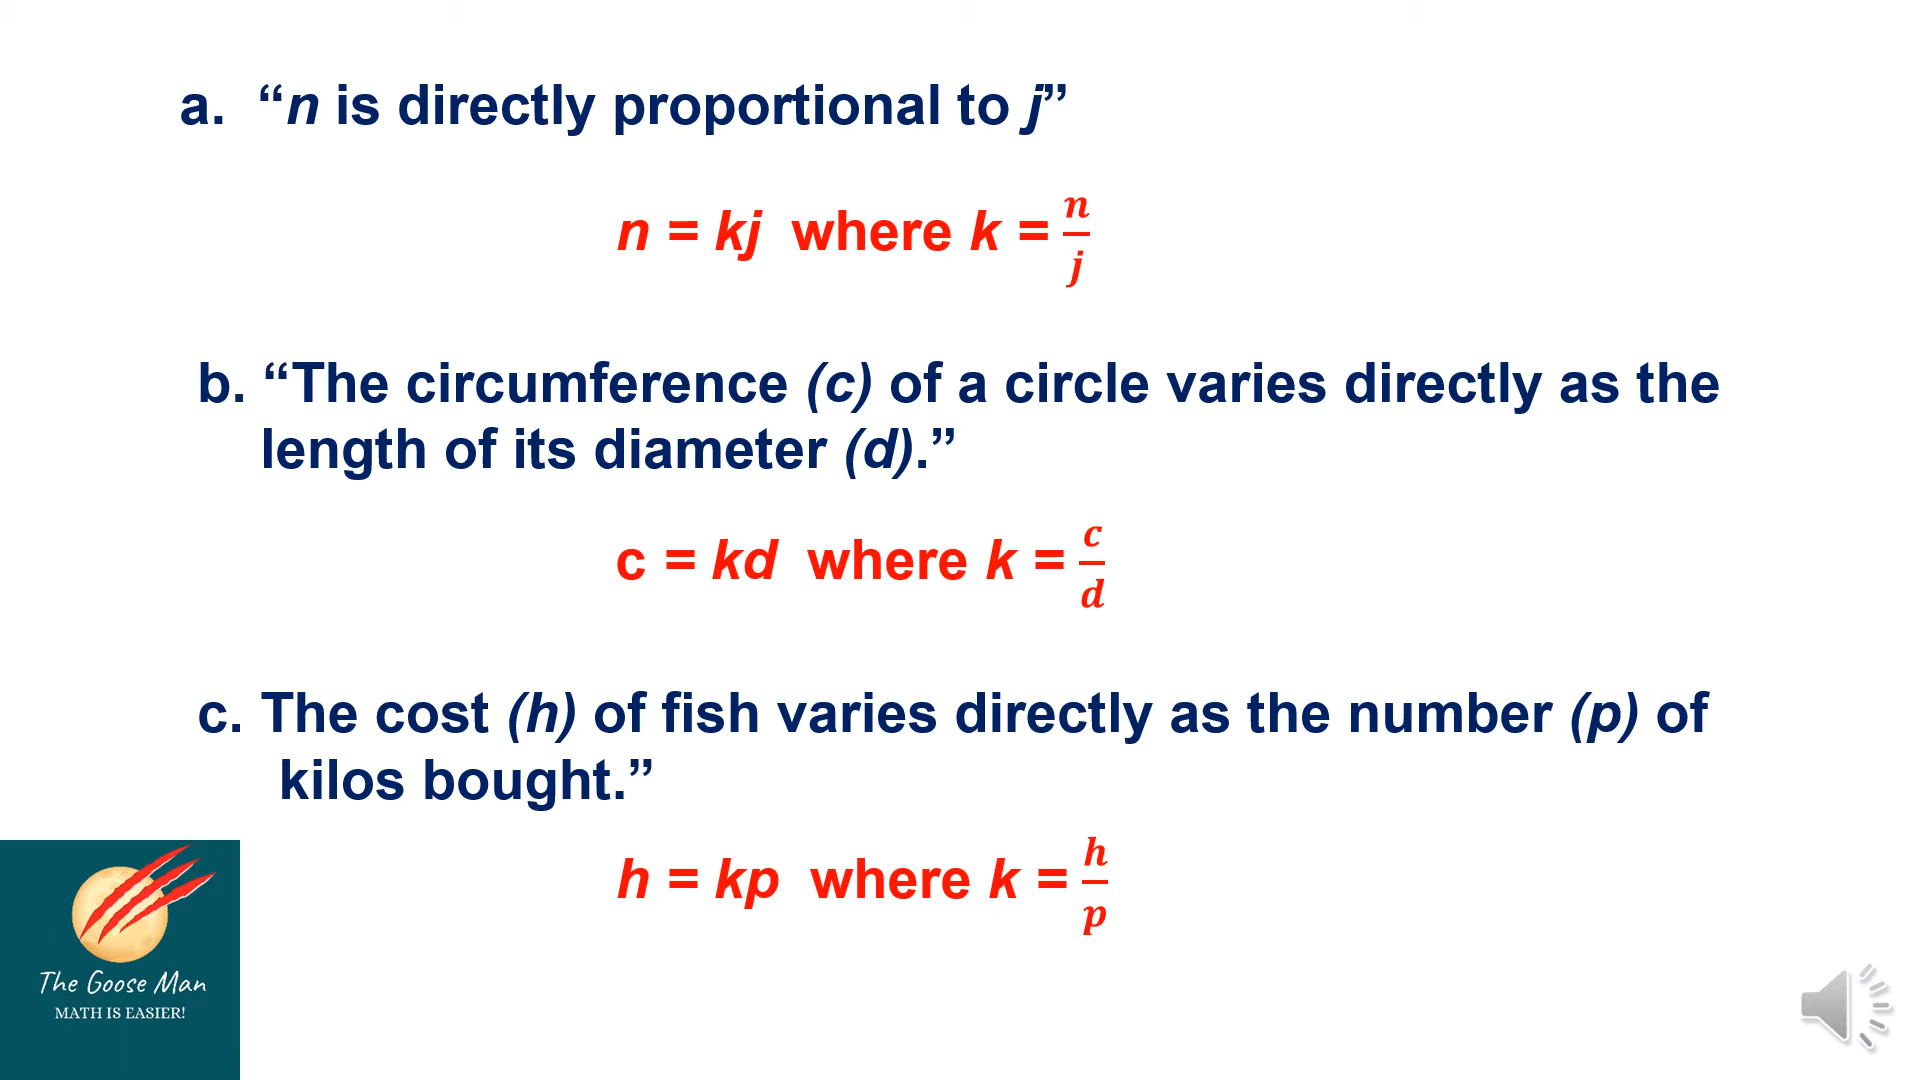 a. “n is directly proportional to j”
n = kj where k = n/j
b. “The circumference (c) of a circle varies directly as the
length of its diameter (d).”
c = kd where k = c/d
c. The cost (h) of fish varies directly as the number (p) of
kilos bought.”
h = kp where k = h/p
The Goose Man
MATH IS EASIER!